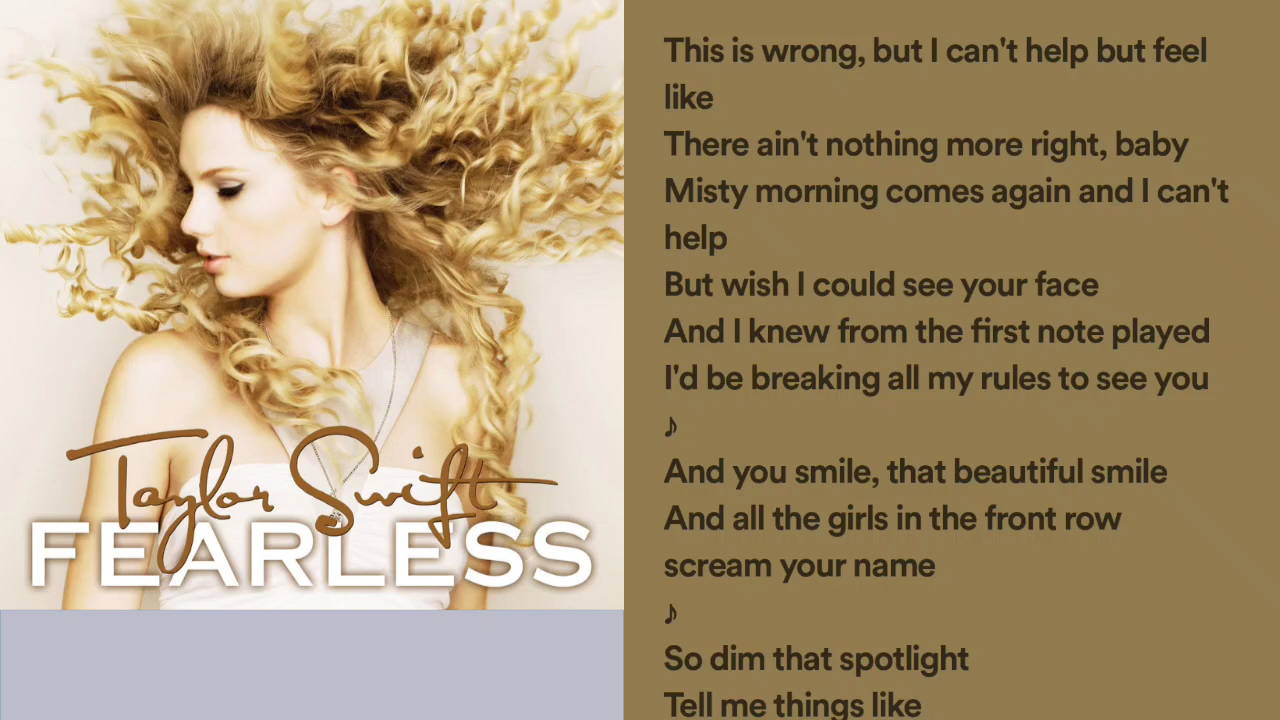 Taylor Swift
FEARLESS
This is wrong, but I can't help but feel
like
There ain't nothing more right, baby
Misty morning comes again and I can't
help
But wish I could see your face
And I knew from the first note played
I'd be breaking all my rules to see you
♪
And you smile, that beautiful smile
And all the girls in the front row
scream your name
♪
So dim that spotlight
Tell me things like